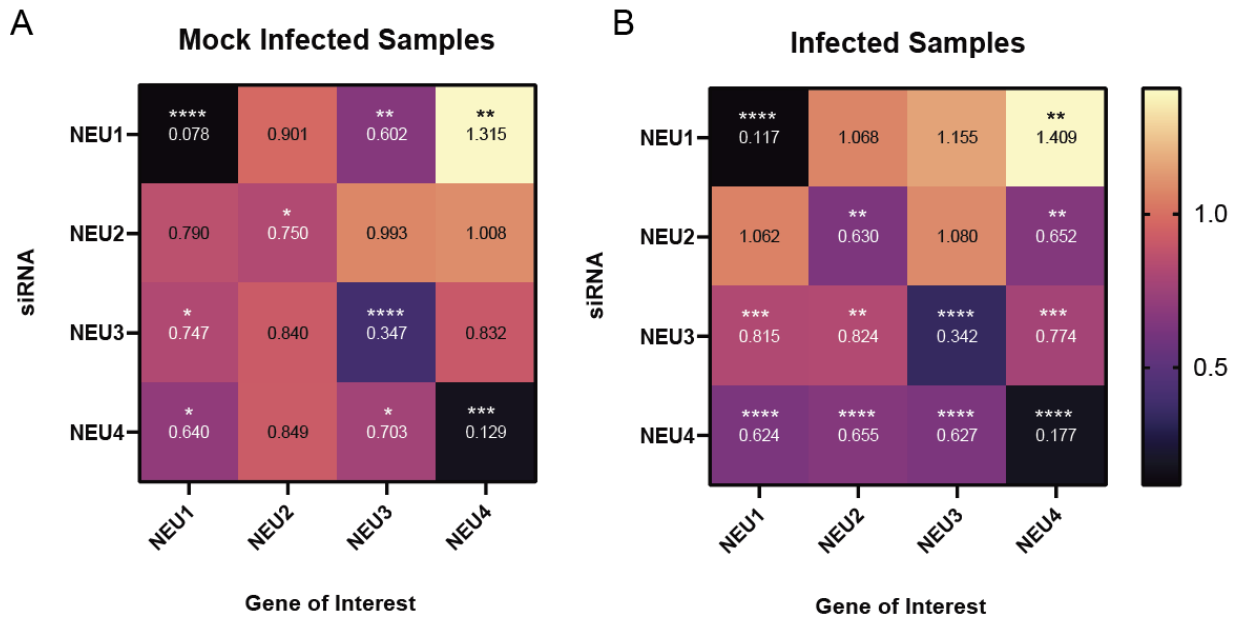 A
Mock Infected Samples
B
Infected Samples
siRNA
NEU1
**** ** **
0.078 0.901 0.602 1.315
NEU2
*
0.790 0.750 0.993 1.008
NEU3
* ****
0.747 0.840 0.347 0.832
NEU4
* * ***
0.640 0.849 0.703 0.129
NEU1 NEU2 NEU3 NEU4
Gene of Interest
siRNA
NEU1
**** **
0.117 1.068 1.155 1.409
NEU2
** **
1.062 0.630 1.080 0.652
NEU3
*** ** **** ***
0.815 0.824 0.342 0.774
NEU4
**** **** **** ****
0.624 0.655 0.627 0.177
NEU1 NEU2 NEU3 NEU4
Gene of Interest
1.0
0.5